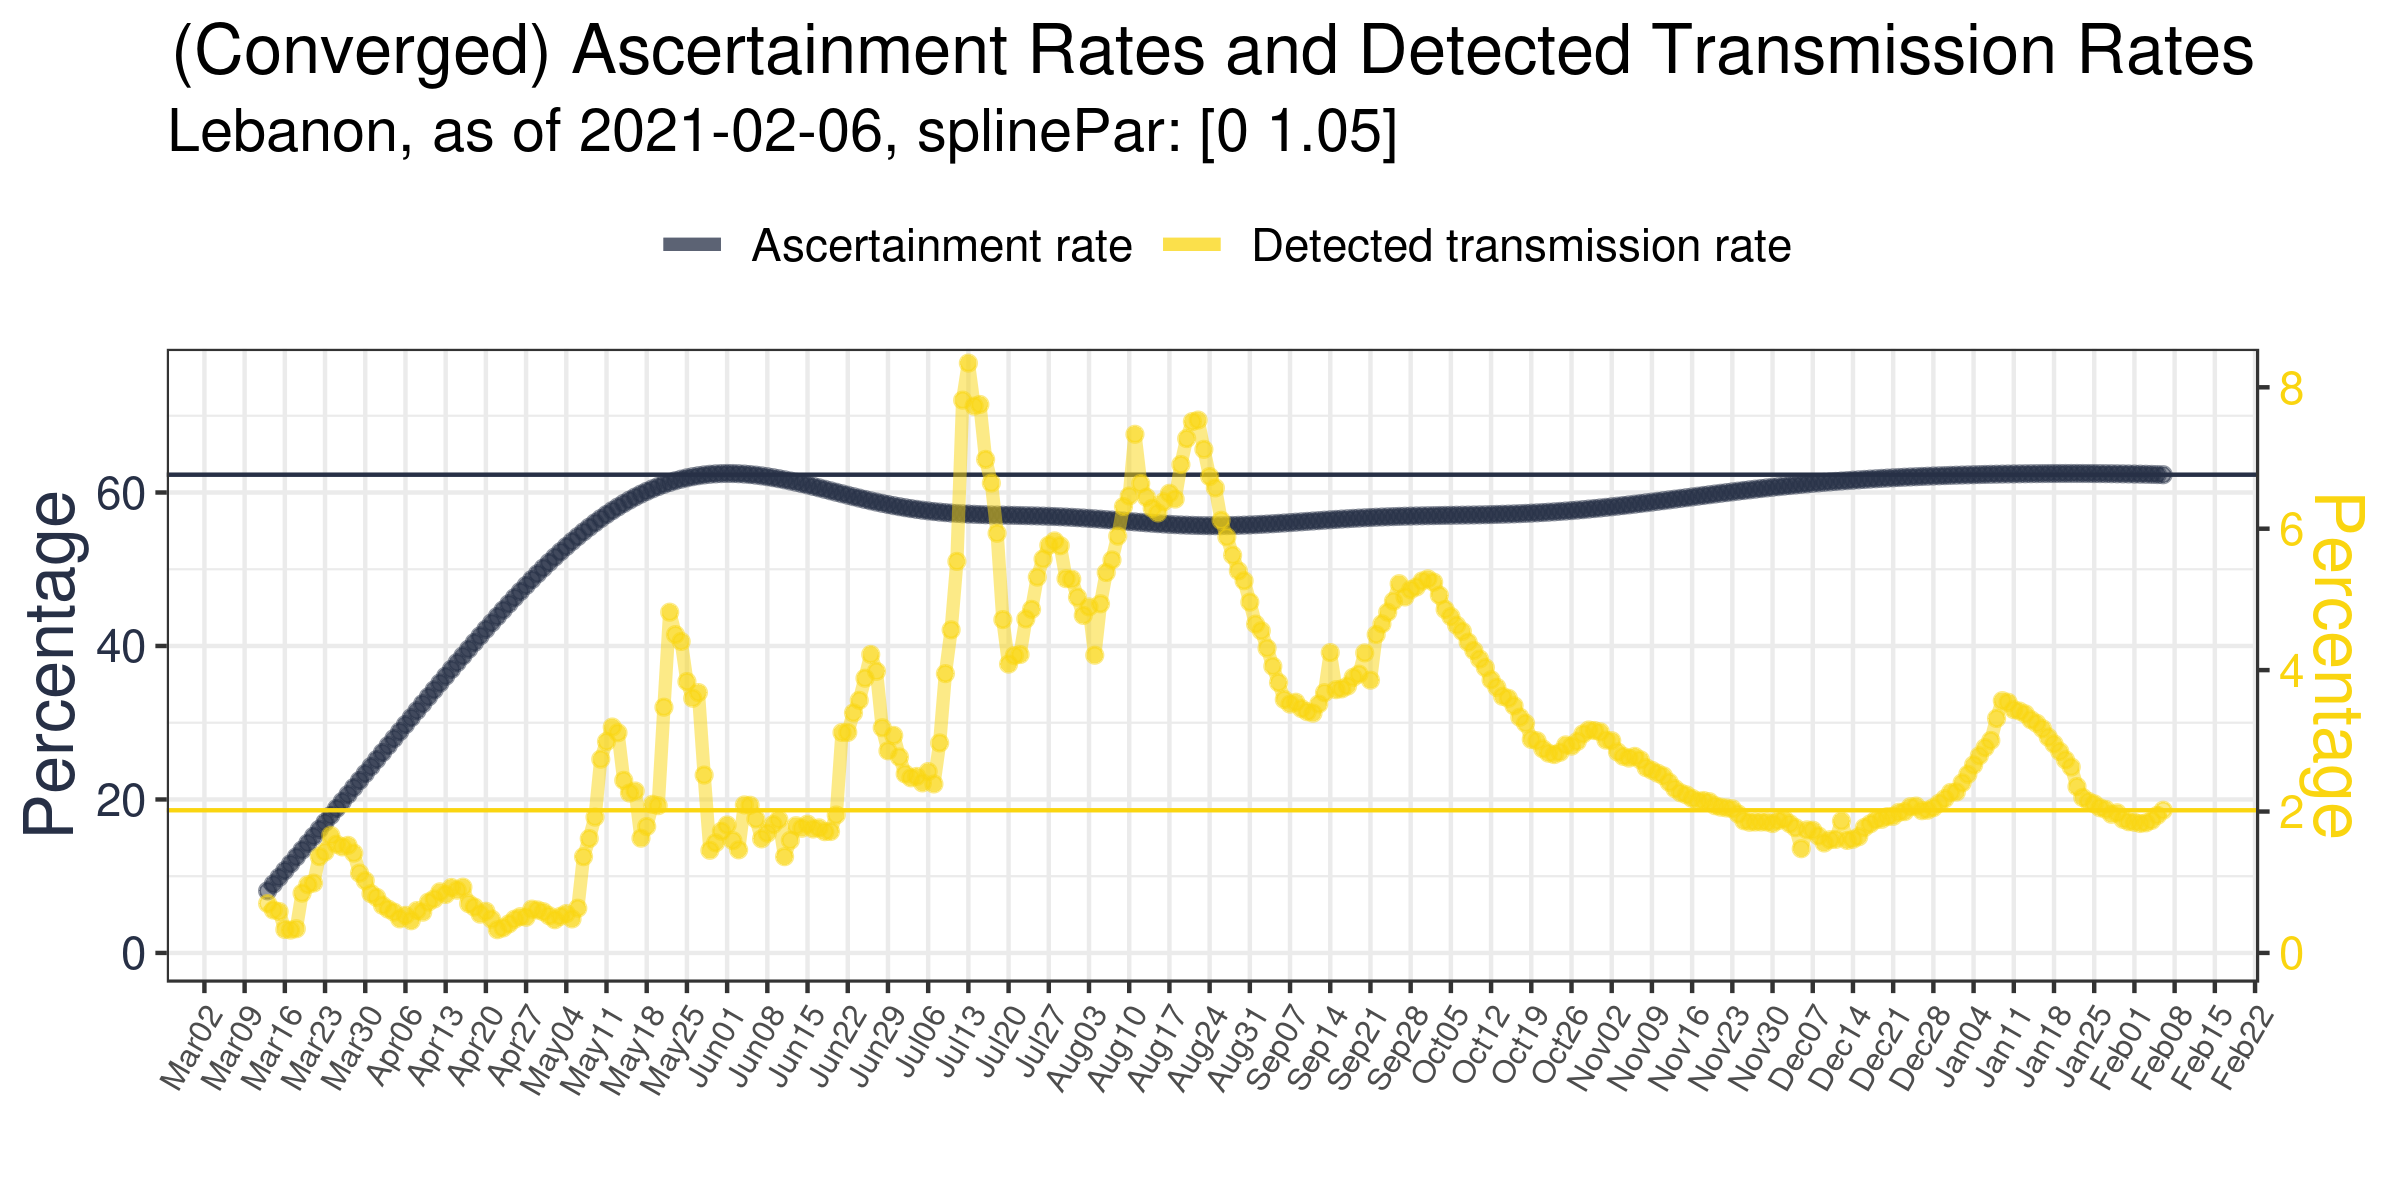 (Converged) Ascertainment Rates and Detected Transmission Rates
Lebanon, as of 2021-02-06, splinePar: [0 1.05]
Ascertainment rate
Detected transmission rate
Percentage
60
40
20
0
8
6
4
2
0
Percentage
Mar02
Mar09
Mar16
Mar23
Mar30
Apr06
Apr13
Apr20
Apr27
May04
May11
May18
May25
Jun01
Jun08
Jun15
Jun22
Jun29
Jul06
Jul13
Jul20
Jul27
Aug03
Aug10
Aug17
Aug24
Aug31
Sep07
Sep14
Sep21
Sep28
Oct05
Oct12
Oct19
Oct26
Nov02
Nov09
Nov16
Nov23
Nov30
Dec07
Dec14
Dec21
Dec28
Jan04
Jan11
Jan18
Jan25
Feb01
Feb08
Feb15
Feb22